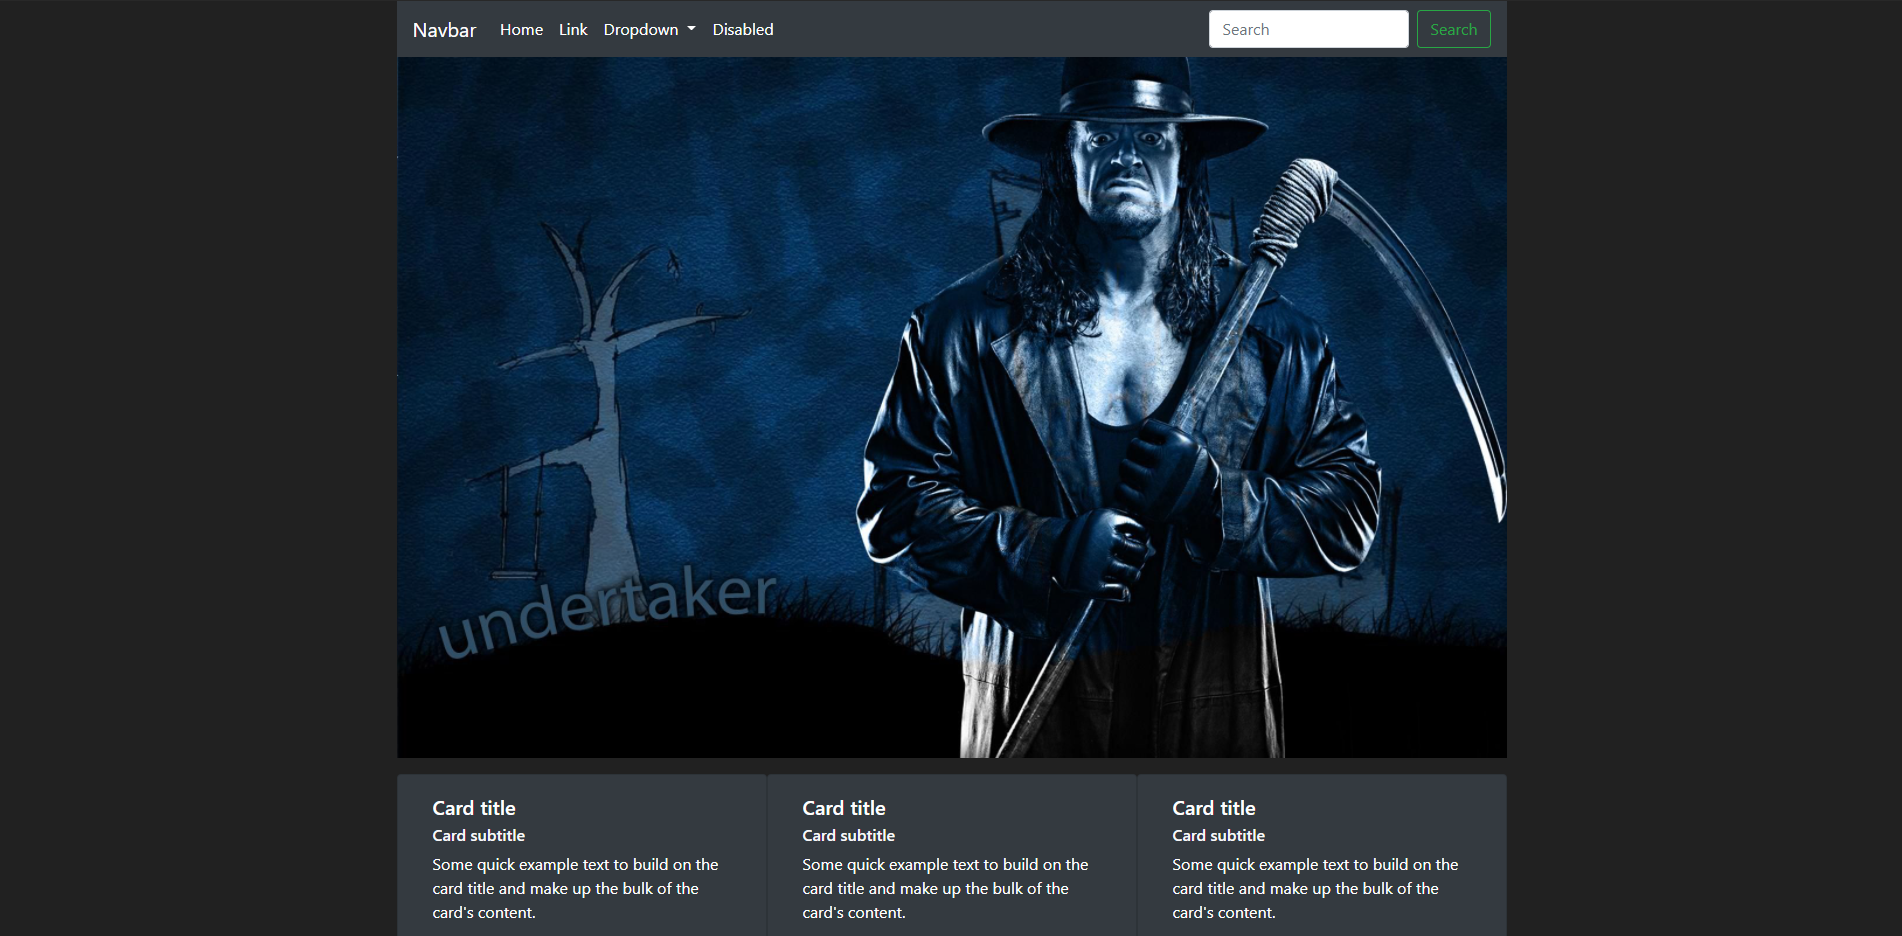 Navbar Home Link Dropdown Disabled Search Search
undertaker
Card title
Card subtitle
Some quick example text to build on the
card title and make up the bulk of the
card's content.
Card title
Card subtitle
Some quick example text to build on the
card title and make up the bulk of the
card's content.
Card title
Card subtitle
Some quick example text to build on the
card title and make up the bulk of the
card's content.